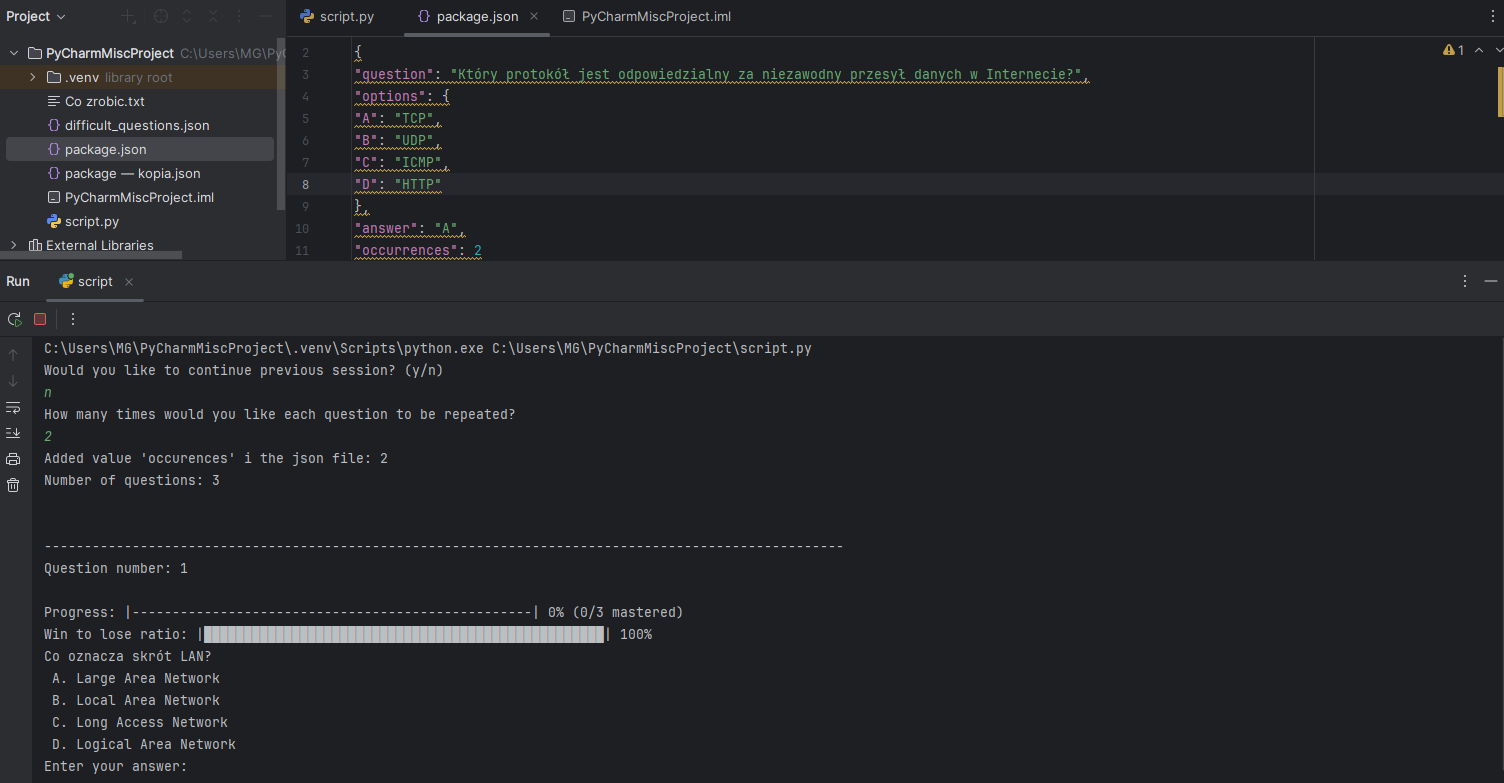 Project
script.py
package.json
PyCharmMiscProject.iml
PyCharmMiscProject C:\Users\MG\PyC
.venv library root
Co zrobic.txt
difficult_questions.json
package.json
package — kopia.json
PyCharmMiscProject.iml
script.py
External Libraries
1
2 {
3 "question": "Który protokół jest odpowiedzialny za niezawodny przesył danych w Internecie?",
4 "options": {
5 "A": "TCP",
6 "B": "UDP",
7 "C": "ICMP",
8 "D": "HTTP"
9 },
10 "answer": "A",
11 "occurrences": 2
Run script
C:\Users\MG\PyCharmMiscProject\.venv\Scripts\python.exe C:\Users\MG\PyCharmMiscProject\script.py
Would you like to continue previous session? (y/n)
n
How many times would you like each question to be repeated?
2
Added value 'occurences' i the json file: 2
Number of questions: 3
----------------------------------------------------------------------------------------------------
Question number: 1
Progress: |--------------------------------------------------| 0% (0/3 mastered)
Win to lose ratio: |██████████████████████████████████████████████████| 100%
Co oznacza skrót LAN?
A. Large Area Network
B. Local Area Network
C. Long Access Network
D. Logical Area Network
Enter your answer: